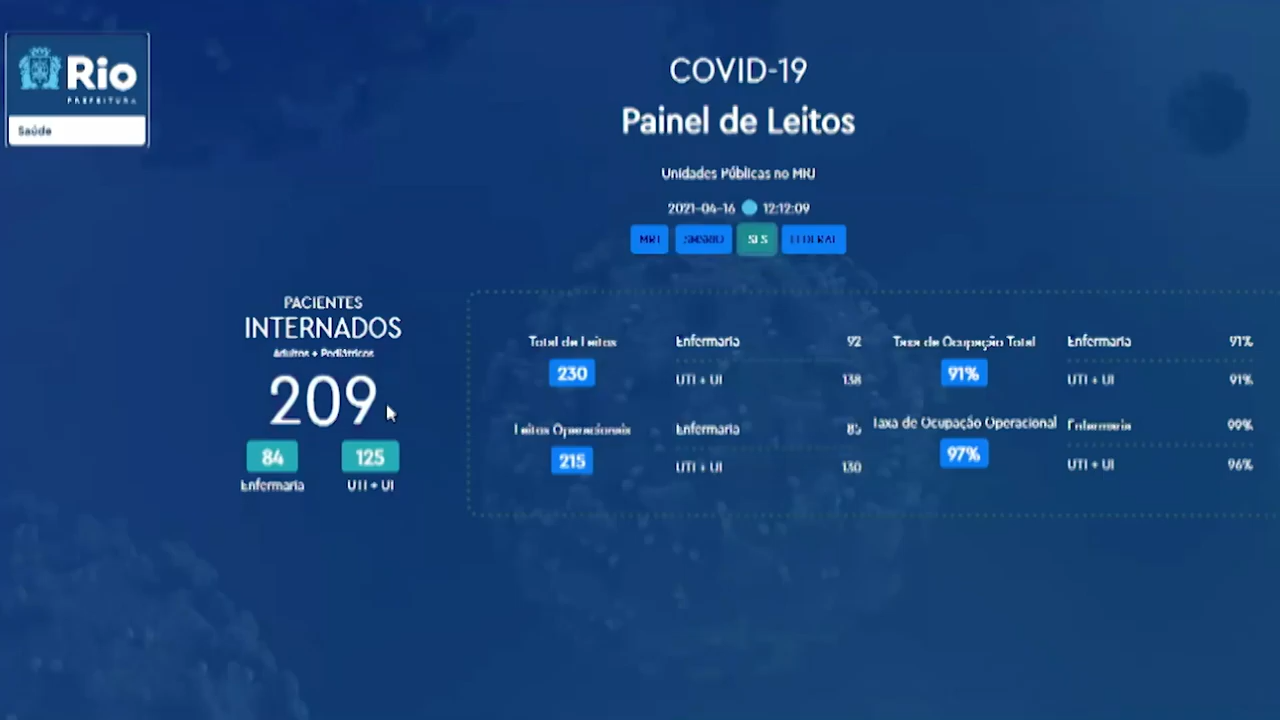 Rio
PREFEITURA
Saúde
COVID-19
Painel de Leitos
Unidades Públicas no MRJ
2021-04-16 12:12:09
SES FEDERAL
PACIENTES
INTERNADOS
Adultos + Pediátricos
209
84 125
Enfermaria UTI + UI
Total de Leitos
230
Enfermaria 92
UTI + UI 138
Leitos Operacionais
215
Enfermaria 85
UTI + UI 130
Taxa de Ocupação Total
91%
Enfermaria 91%
UTI + UI 91%
Taxa de Ocupação Operacional
97%
Enfermaria 99%
UTI + UI 96%